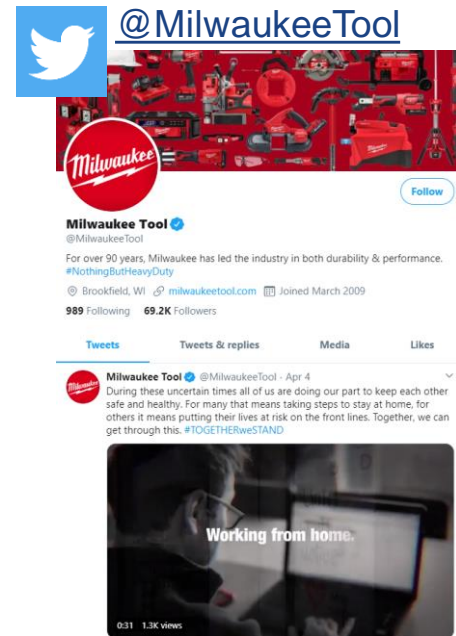 @MilwaukeeTool
Milwaukee
Follow
Milwaukee Tool
@MilwaukeeTool
For over 90 years, Milwaukee has led the industry in both durability & performance.
#NothingButHeavyDuty
Brookfield, WI milwaukeetool.com Joined March 2009
989 Following 69.2K Followers
Tweets Tweets & replies Media Likes
Milwaukee Tool @MilwaukeeTool · Apr 4
During these uncertain times all of us are doing our part to keep each other
safe and healthy. For many that means taking steps to stay at home, for
others it means putting their lives at risk on the front lines. Together, we can
get through this. #TOGETHERweSTAND
Working from home.
0:31 1.3K views